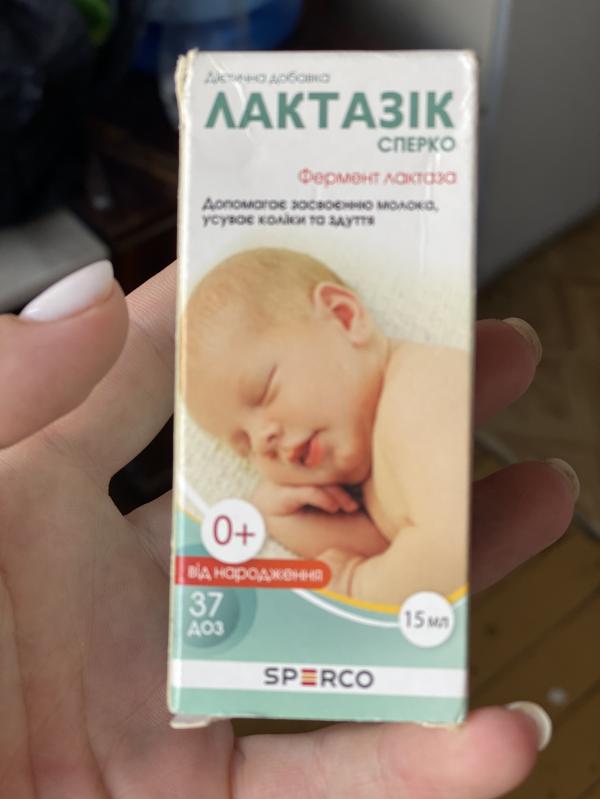 Дієтична добавка
ЛАКТАЗІК
СПЕРКО
Фермент лактаза
Допомагає засвоєнню молока,
усуває коліки та здуття
0+
від народження
37
ДОЗ
15 мл
SPERCO